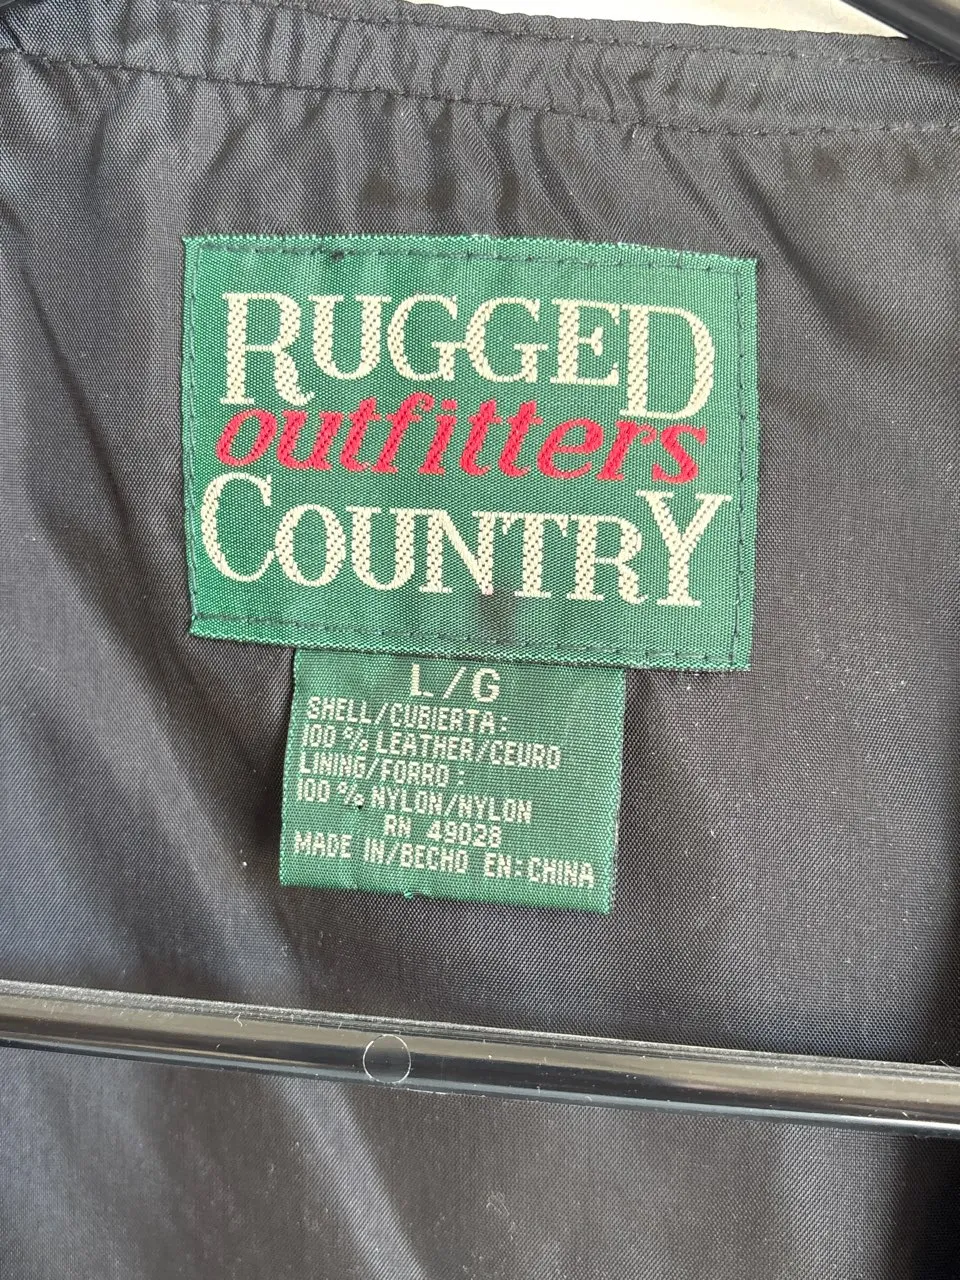 RUGGED
outfitters
COUNTRY
L/G
SHELL/CUBIERTA:
100 % LEATHER/CEURO
LINING/FORRO:
100 % NYLON/NYLON
RN 49028
MADE IN/BECHO EN:CHINA